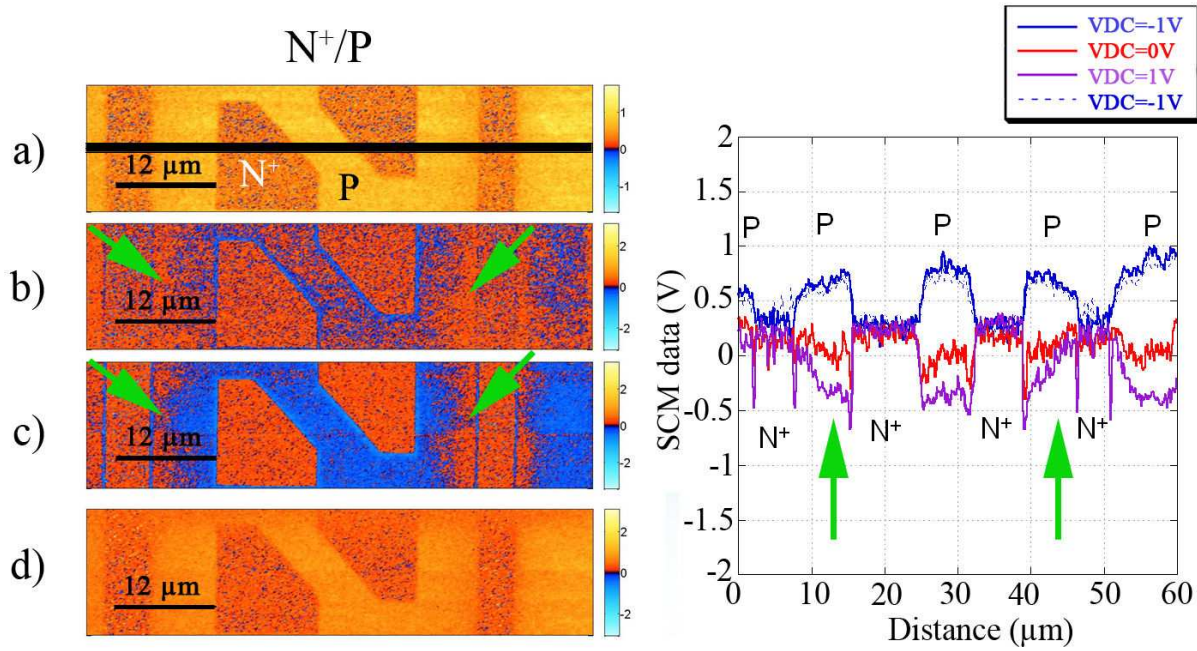 N+/P
a)
12 µm
N+
P
1
0
-1
b)
12 µm
2
0
-2
c)
12 µm
2
0
-2
d)
12 µm
2
0
-2
VDC=-1V
VDC=0V
VDC=1V
VDC=-1V
SCM data (V)
2
1.5
1
0.5
0
-0.5
-1
-1.5
-2
P
P
P
P
P
N+
N+
N+
N+
0
10
20
30
40
50
60
Distance (µm)